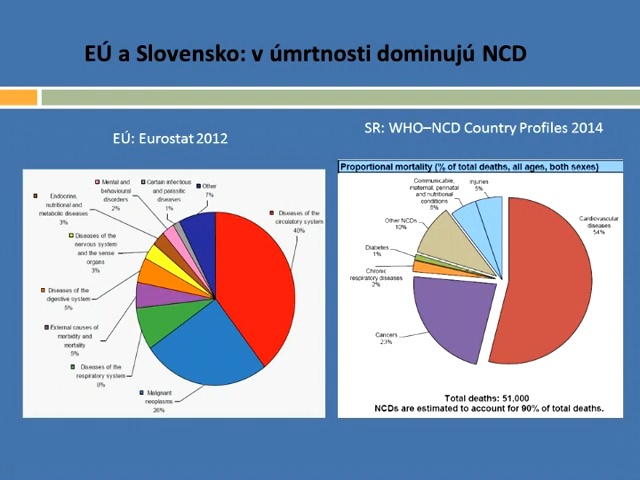 EÚ a Slovensko: v úmrtnosti dominujú NCD
EÚ: Eurostat 2012
SR: WHO–NCD Country Profiles 2014
Mental and
behavioural
disorders
2%
Certain infectious
and parasitic
diseases
1%
Other
7%
Endocrine,
nutritional and
metabolic diseases
3%
Diseases of the
circulatory system
40%
Diseases of the
nervous system
and the sense
organs
3%
Diseases of the
digestive system
5%
External causes of
morbidity and
mortality
5%
Diseases of the
respiratory system
8%
Malignant
neoplasms
26%
Proportional mortality (% of total deaths, all ages, both sexes)
Communicable,
maternal, perinatal
and nutritional
conditions
Injuries
5%
Other NCDs
10%
Cardiovascular
diseases
54%
Diabetes
1%
Chronic
respiratory diseases
2%
Cancers
23%
Total deaths: 51,000
NCDs are estimated to account for 90% of total deaths.